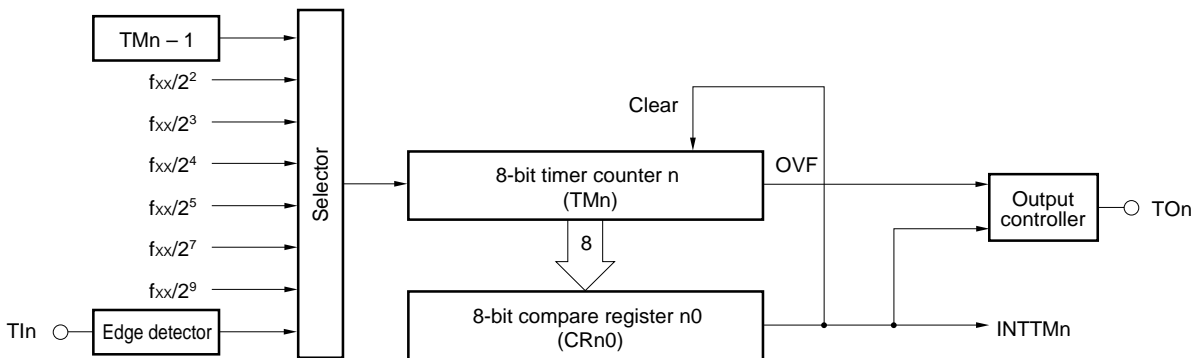 TMn – 1
fxx/2²
fxx/2³
fxx/2⁴
fxx/2⁵
fxx/2⁷
fxx/2⁹
TIn
Edge detector
Selector
Clear
8-bit timer counter n
(TMn)
OVF
8
8-bit compare register n0
(CRn0)
Output
controller
TOn
INTTMn